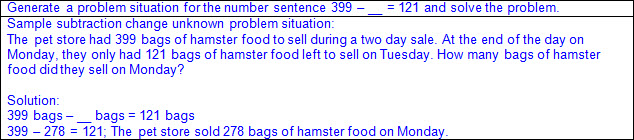 Generate a problem situation for the number sentence 399 – __ = 121 and solve the problem.
Sample subtraction change unknown problem situation:
The pet store had 399 bags of hamster food to sell during a two day sale. At the end of the day on
Monday, they only had 121 bags of hamster food left to sell on Tuesday. How many bags of hamster
food did they sell on Monday?
Solution:
399 bags – __ bags = 121 bags
399 – 278 = 121; The pet store sold 278 bags of hamster food on Monday.